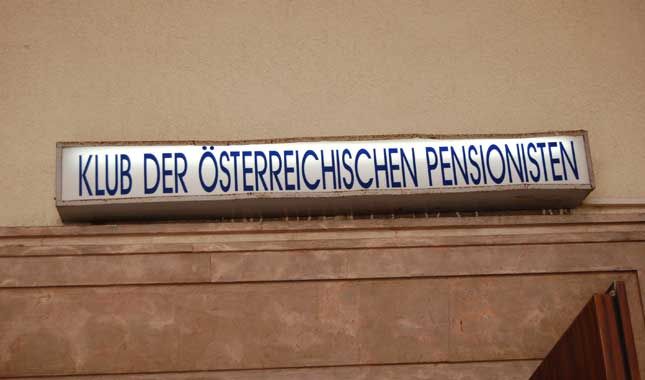 KLUB DER ÖSTERREICHISCHEN PENSIONISTEN